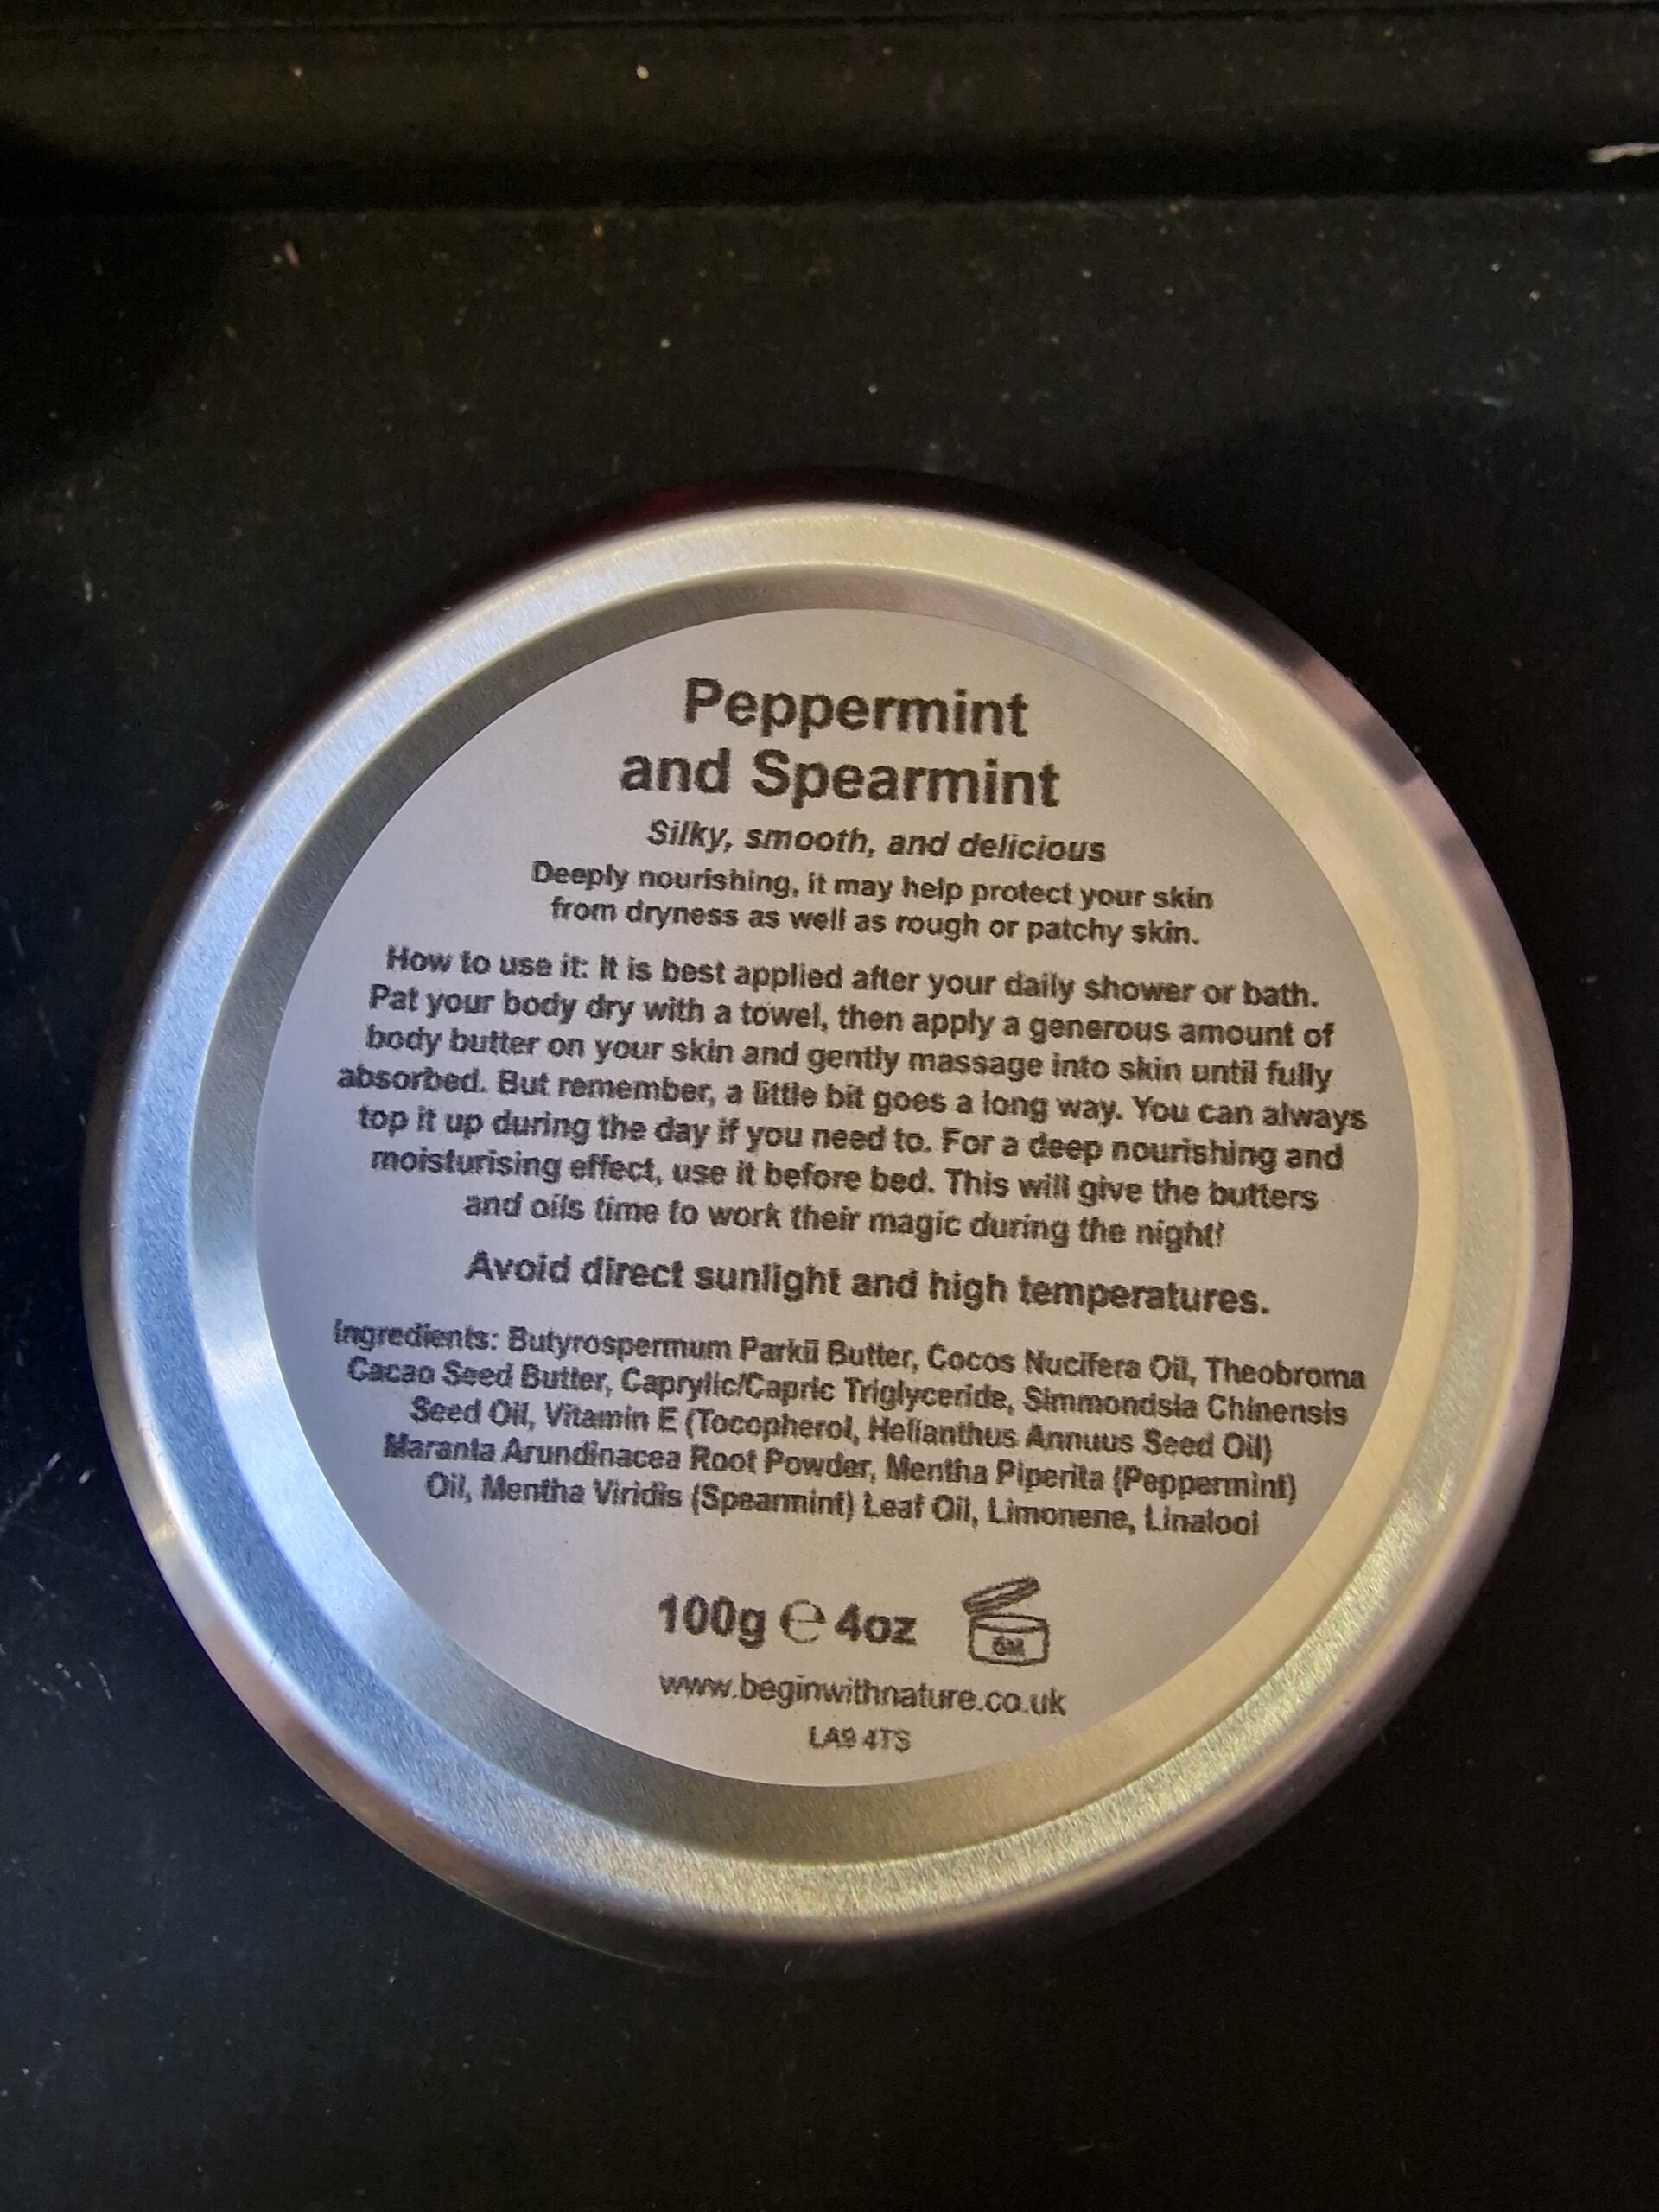 Peppermint
and Spearmint
Silky, smooth, and delicious
Deeply nourishing, it may help protect your skin
from dryness as well as rough or patchy skin.
How to use it: It is best applied after your daily shower or bath.
Pat your body dry with a towel, then apply a generous amount of
body butter on your skin and gently massage into skin until fully
absorbed. But remember, a little bit goes a long way. You can always
top it up during the day if you need to. For a deep nourishing and
moisturising effect, use it before bed. This will give the butters
and oils time to work their magic during the night!
Avoid direct sunlight and high temperatures.
Ingredients: Butyrospermum Parkii Butter, Cocos Nucifera Oil, Theobroma
Cacao Seed Butter, Caprylic/Capric Triglyceride, Simmondsia Chinensis
Seed Oil, Vitamin E (Tocopherol, Helianthus Annuus Seed Oil)
Maranta Arundinacea Root Powder, Mentha Piperita (Peppermint)
Oil, Mentha Viridis (Spearmint) Leaf Oil, Limonene, Linalool
100g ℮ 4oz 6M
www.beginwithnature.co.uk
LA9 4TS